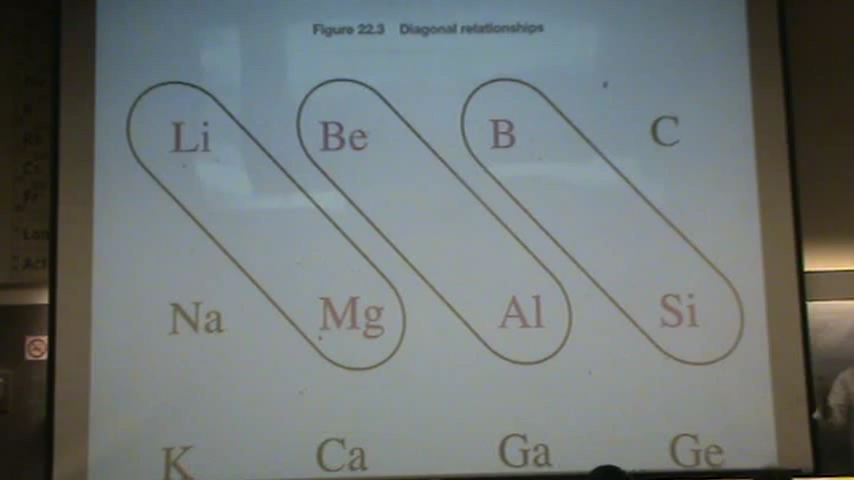 Figure 22.3 Diagonal relationships
Li Be B C
Na Mg Al Si
K Ca Ga Ge